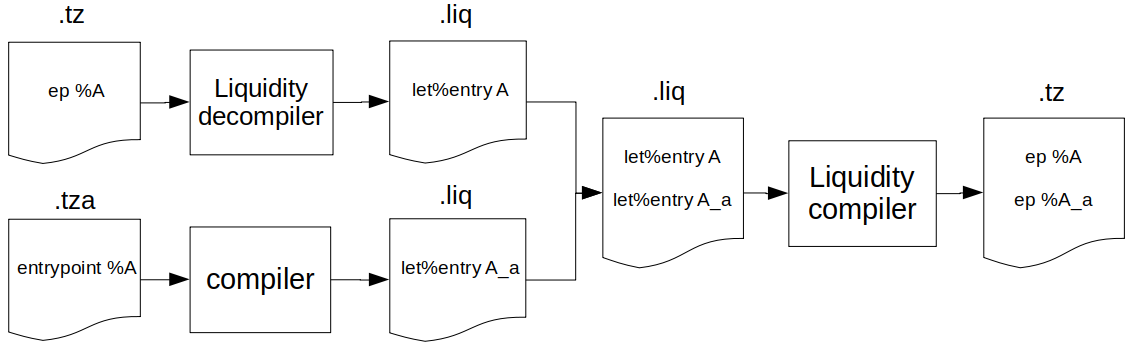 .tz
ep %A
Liquidity
decompiler
.liq
let%entry A
.tza
entrypoint %A
compiler
.liq
let%entry A_a
.liq
let%entry A
let%entry A_a
Liquidity
compiler
.tz
ep %A
ep %A_a